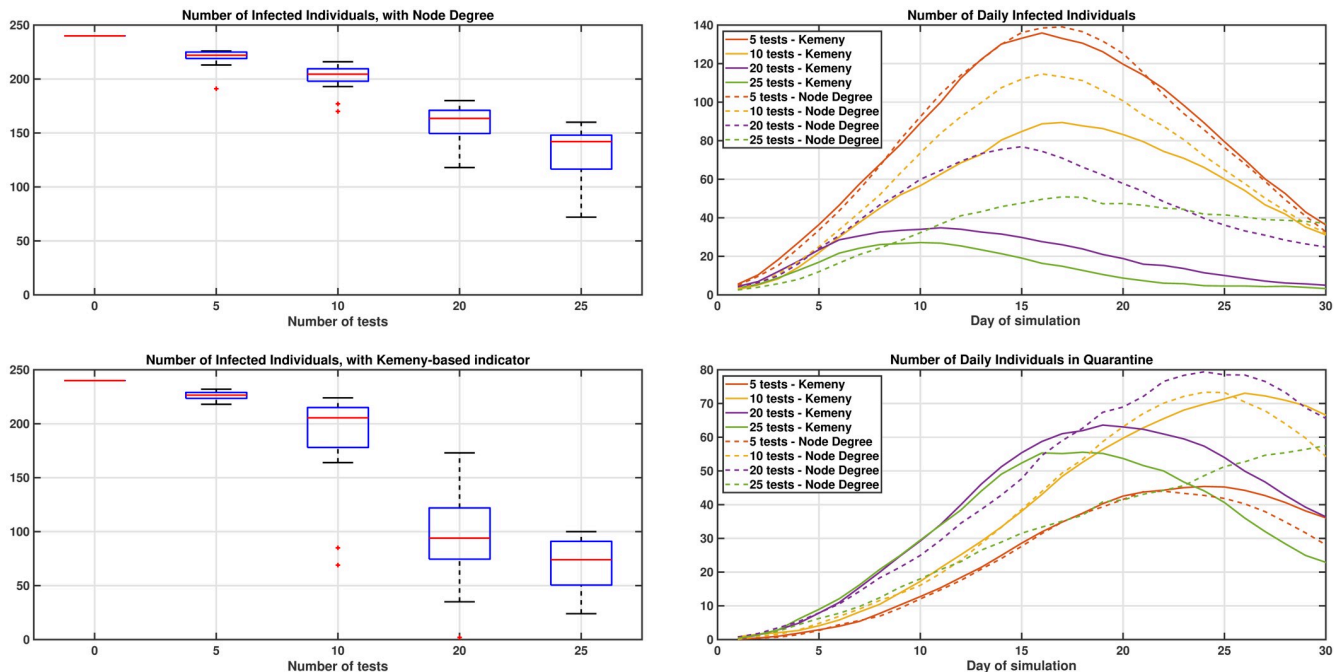 Number of Infected Individuals, with Node Degree
250
200
150
100
50
0
0 5 10 20 25
Number of tests
Number of Daily Infected Individuals
140
120
100
80
60
40
20
0
5 tests - Kemeny
10 tests - Kemeny
20 tests - Kemeny
25 tests - Kemeny
5 tests - Node Degree
10 tests - Node Degree
20 tests - Node Degree
25 tests - Node Degree
0 5 10 15 20 25 30
Day of simulation
Number of Infected Individuals, with Kemeny-based indicator
250
200
150
100
50
0
0 5 10 20 25
Number of tests
Number of Daily Individuals in Quarantine
80
70
60
50
40
30
20
10
0
5 tests - Kemeny
10 tests - Kemeny
20 tests - Kemeny
25 tests - Kemeny
5 tests - Node Degree
10 tests - Node Degree
20 tests - Node Degree
25 tests - Node Degree
0 5 10 15 20 25 30
Day of simulation